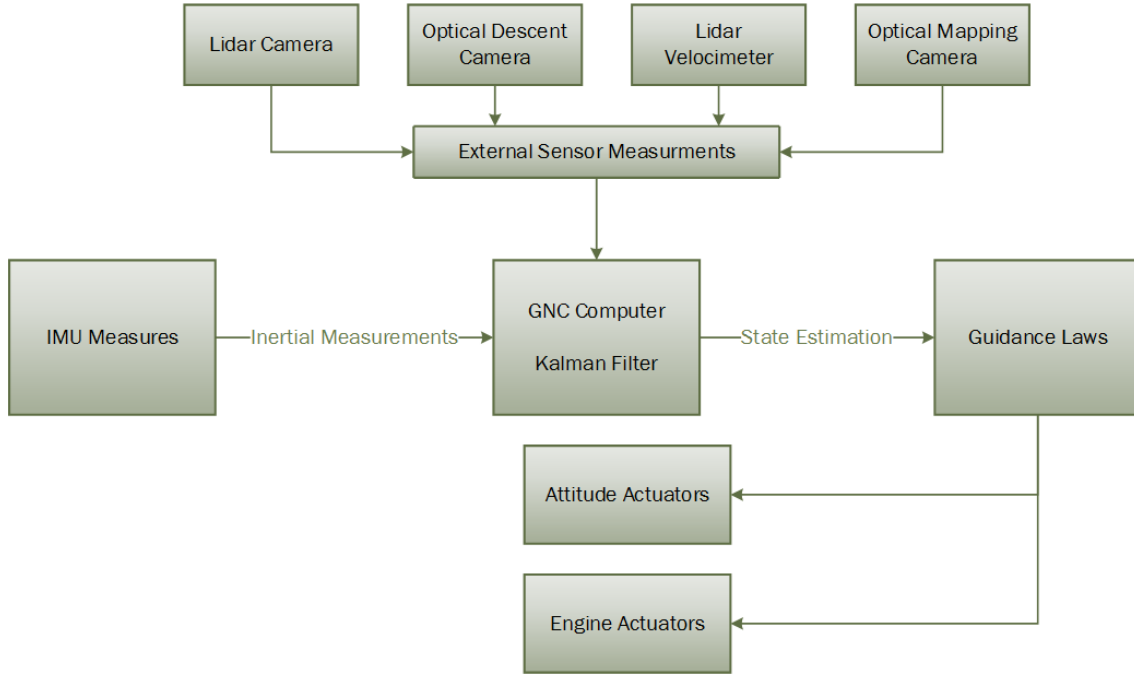 Lidar Camera
Optical Descent
Camera
Lidar
Velocimeter
Optical Mapping
Camera
External Sensor Measurments
IMU Measures
Inertial Measurements
GNC Computer
Kalman Filter
State Estimation
Guidance Laws
Attitude Actuators
Engine Actuators